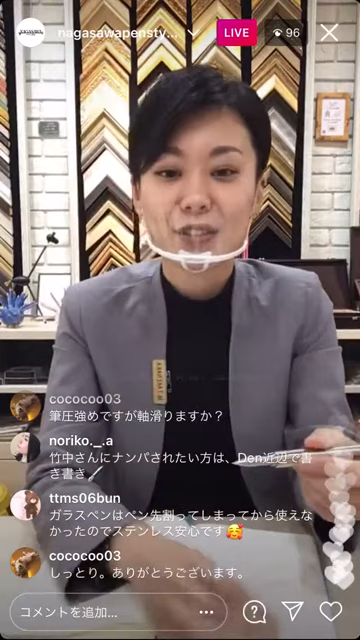 nagasawapensty...
LIVE
96
cococoo03
筆圧強めですが軸滑りますか？
noriko._.a
竹中さんにナンパされたい方は、Den近辺で書
き書き
ttms06bun
ガラスペンはペン先割ってしまってから使えな
かったのでステンレス安心です🥰
cococoo03
しっとり。ありがとうございます。
コメントを追加...